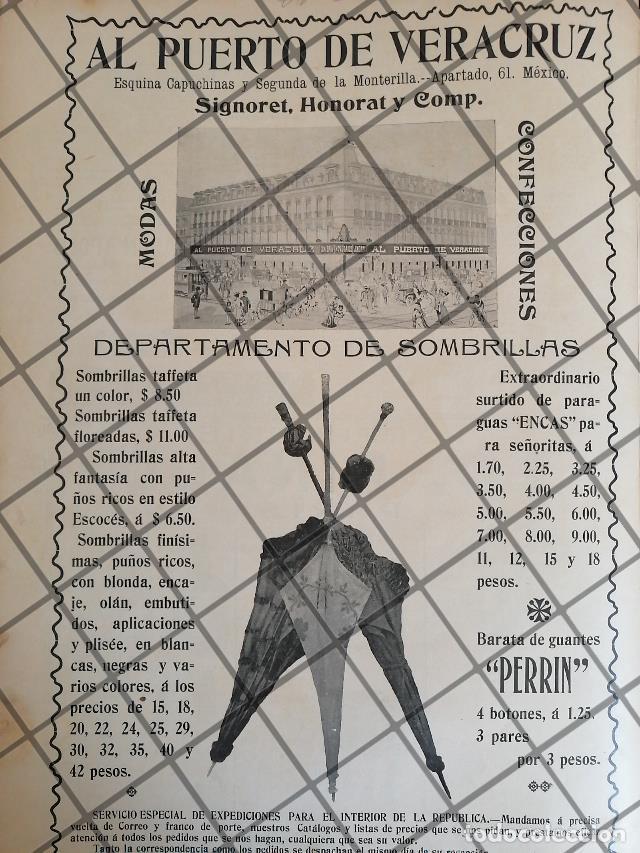 AL PUERTO DE VERACRUZ
Esquina Capuchinas y Segunda de la Monterilla.--Apartado, 61. México.
Signoret, Honorat y Comp.
MODAS
CONFECCIONES
AL PUERTO DE VERACRUZ
AL PUERTO DE VERACRUZ
DEPARTAMENTO DE SOMBRILLAS
Sombrillas taffeta
un color, $ 8.50
Sombrillas taffeta
floreadas, $ 11.00
Sombrillas alta
fantasía con pu-
ños ricos en estilo
Escocés, á $ 6.50.
Sombrillas finísi-
mas, puños ricos,
con blonda, enca-
je, olán, embuti-
dos, aplicaciones
y plisée, en blan-
cas, negras y va-
rios colores, á los
precios de 15, 18,
20, 22, 24, 25, 29,
30, 32, 35, 40 y
42 pesos.
Extraordinario
surtido de para-
guas "ENCAS" pa-
ra señoritas, á
1.70, 2.25, 3.25,
3.50, 4.00, 4.50,
5.00, 5.50, 6.00,
7.00, 8.00, 9.00,
11, 12, 15 y 18
pesos.
Barata de guantes
"PERRIN"
4 botones, á 1.25.
3 pares
por 3 pesos.
SERVICIO ESPECIAL DE EXPEDICIONES PARA EL INTERIOR DE LA REPUBLICA.—Mandamos á precisa
vuelta de Correo y franco de porte, nuestros Catálogos y listas de precios que se nos pidan, y prestamos
atención á todos los pedidos que se nos hagan, cualquiera que sea su valor.
Tanto la correspondencia como los pedidos se despachan el mismo día de su
todocoleccion.net